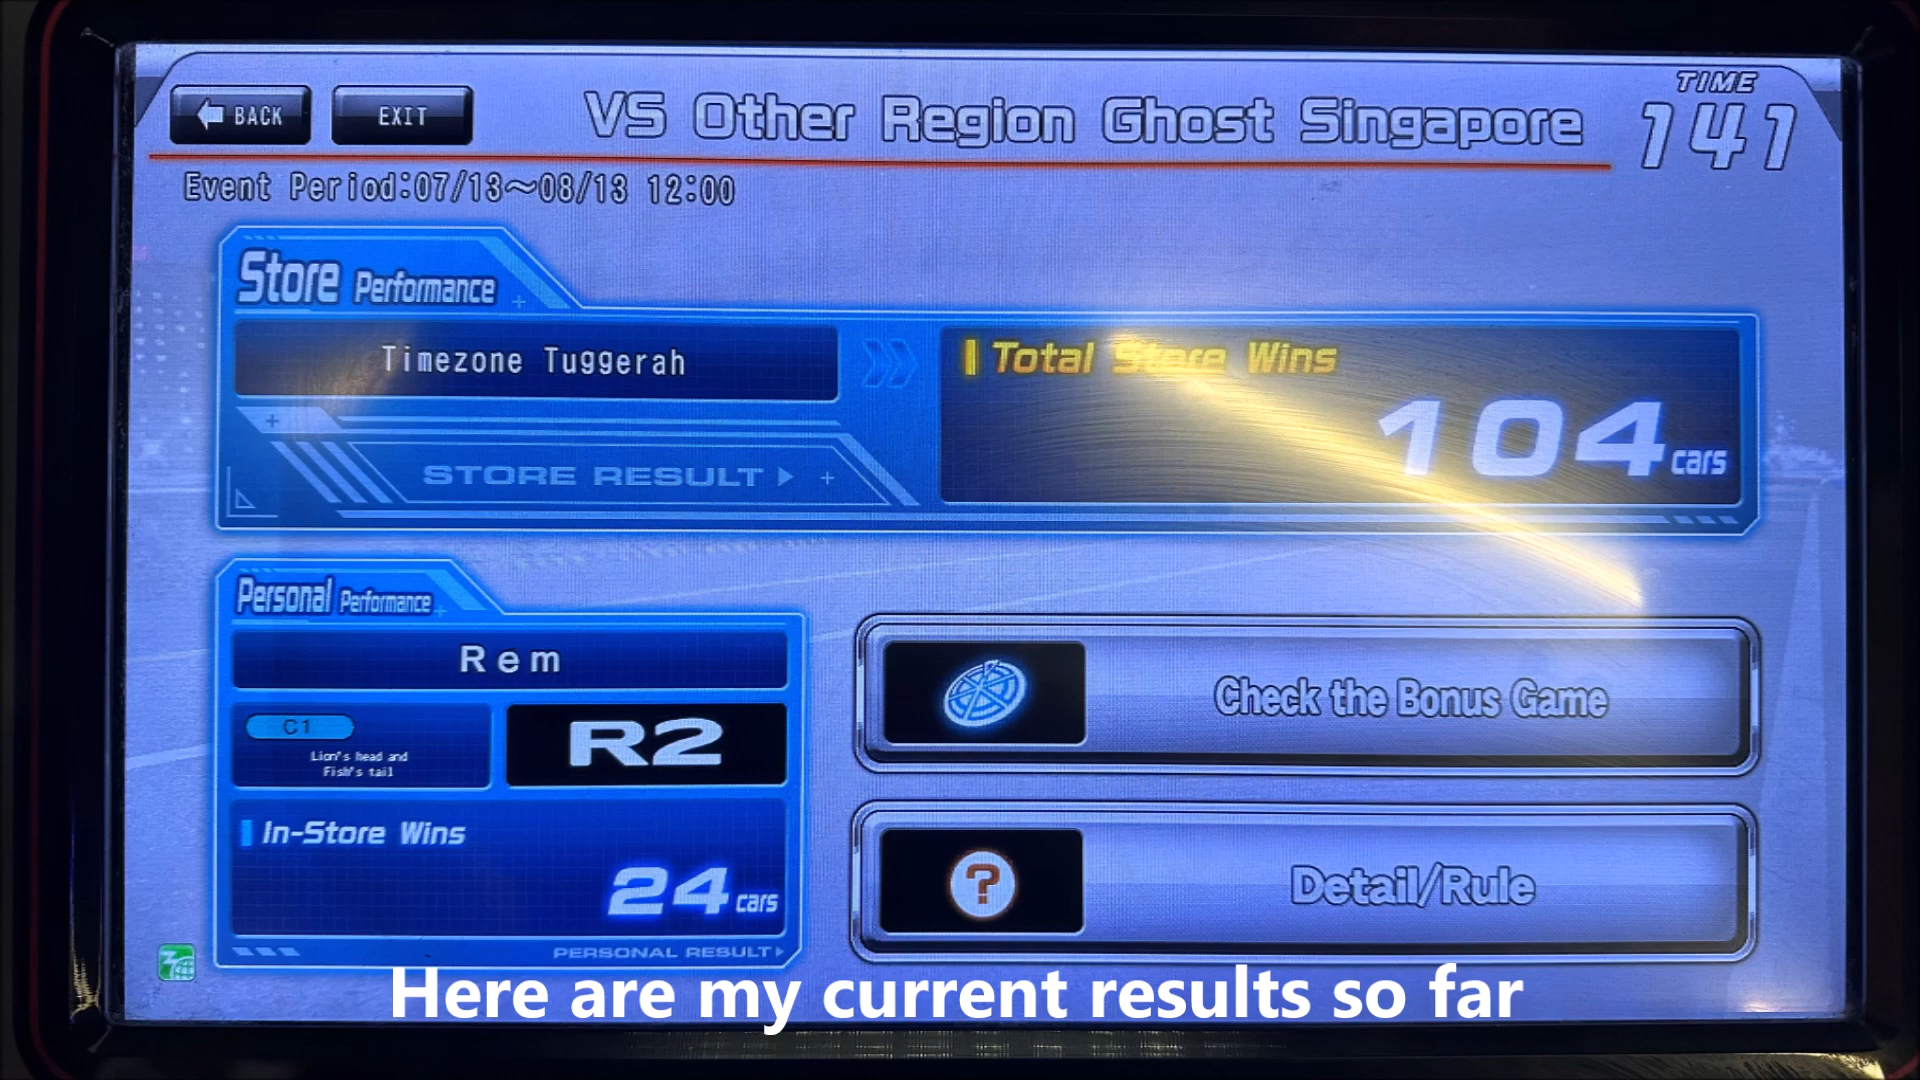 BACK
EXIT
VS Other Region Ghost Singapore
TIME
141
Event Period:07/13~08/13 12:00
Store Performance
Timezone Tuggerah
Total Store Wins
104 cars
STORE RESULT
Personal Performance
Rem
C1
Lion's head and
Fish's tail
R2
In-Store Wins
24 cars
PERSONAL RESULT
Check the Bonus Game
Detail/Rule
Here are my current results so far